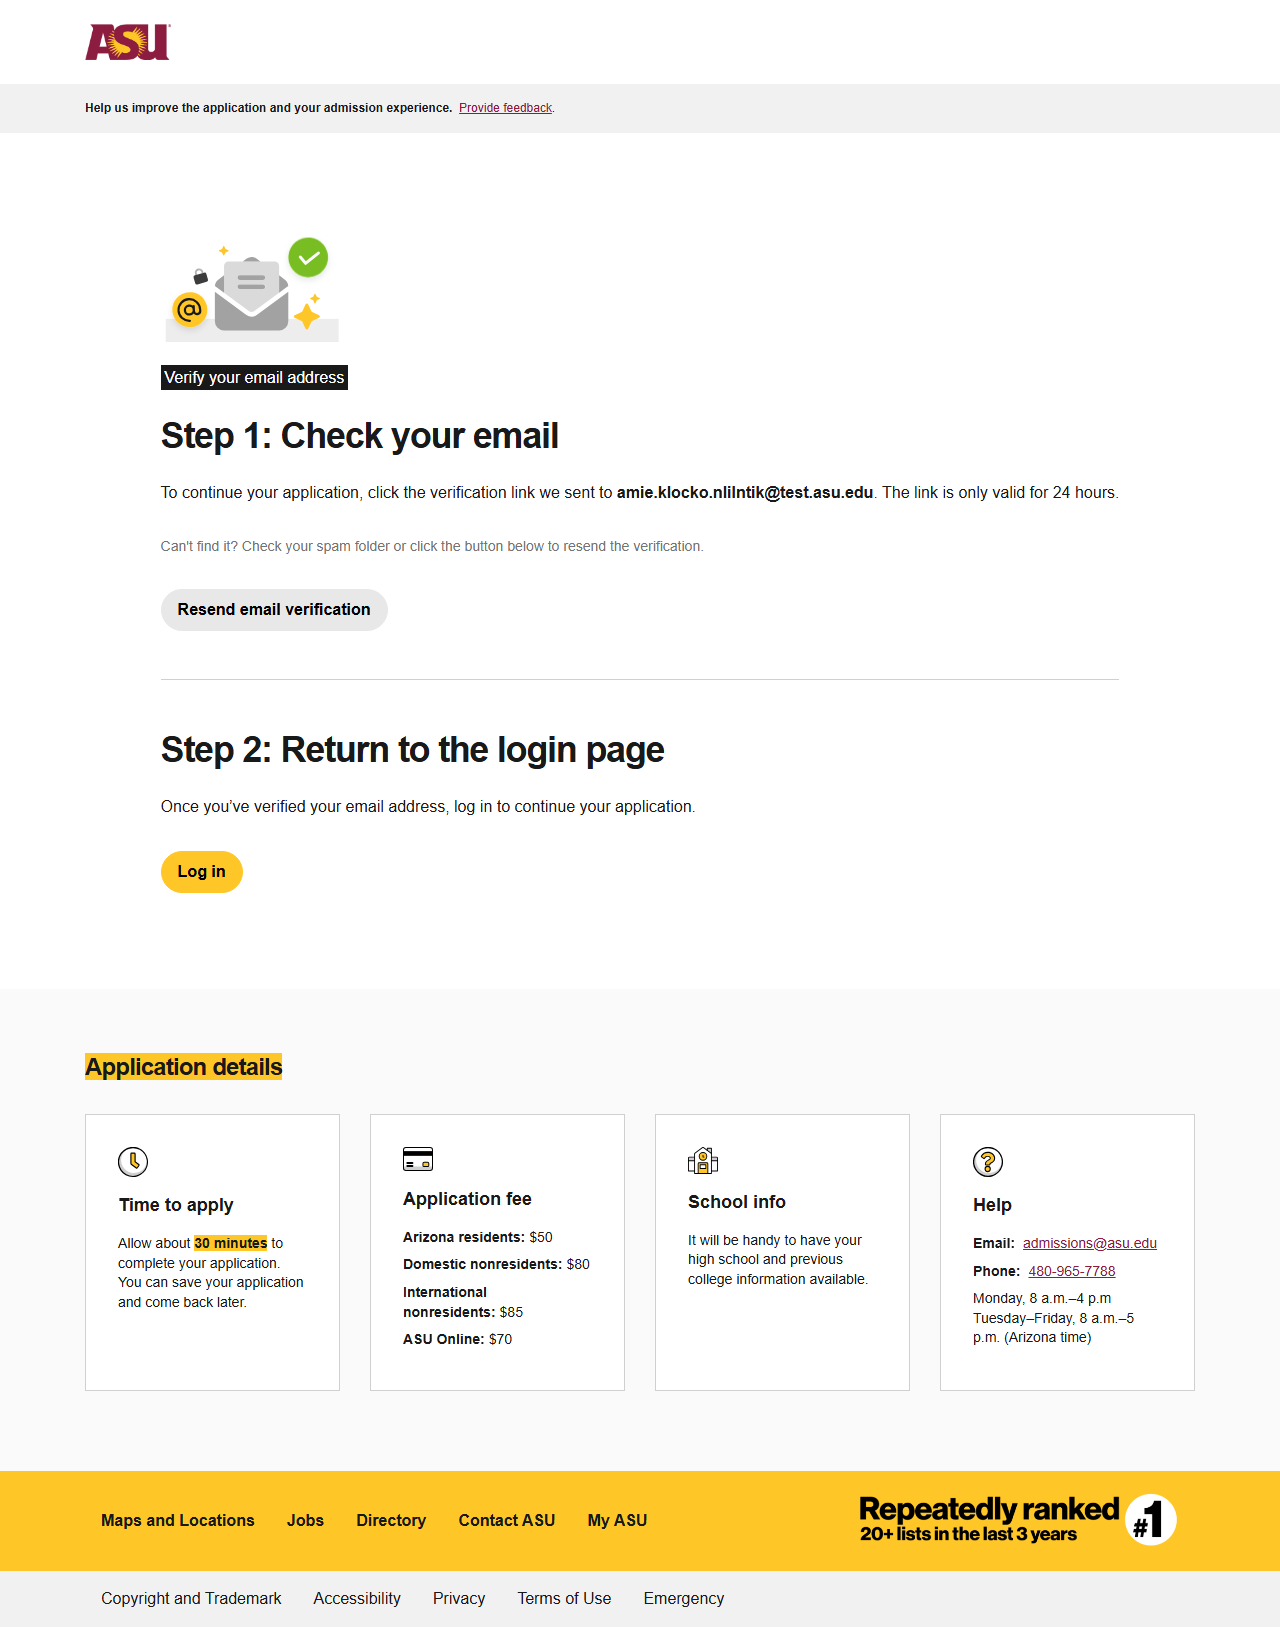 ASU
Help us improve the application and your admission experience. Provide feedback.
@
Verify your email address
Step 1: Check your email
To continue your application, click the verification link we sent to amie.klocko.nlilntik@test.asu.edu. The link is only valid for 24 hours.
Can't find it? Check your spam folder or click the button below to resend the verification.
Resend email verification
Step 2: Return to the login page
Once you’ve verified your email address, log in to continue your application.
Log in
Application details
Time to apply
Allow about 30 minutes to
complete your application.
You can save your application
and come back later.
Application fee
Arizona residents: $50
Domestic nonresidents: $80
International
nonresidents: $85
ASU Online: $70
School info
It will be handy to have your
high school and previous
college information available.
?
Help
Email: admissions@asu.edu
Phone: 480-965-7788
Monday, 8 a.m.–4 p.m
Tuesday–Friday, 8 a.m.–5
p.m. (Arizona time)
Maps and Locations Jobs Directory Contact ASU My ASU
Repeatedly ranked
20+ lists in the last 3 years
#1
Copyright and Trademark Accessibility Privacy Terms of Use Emergency